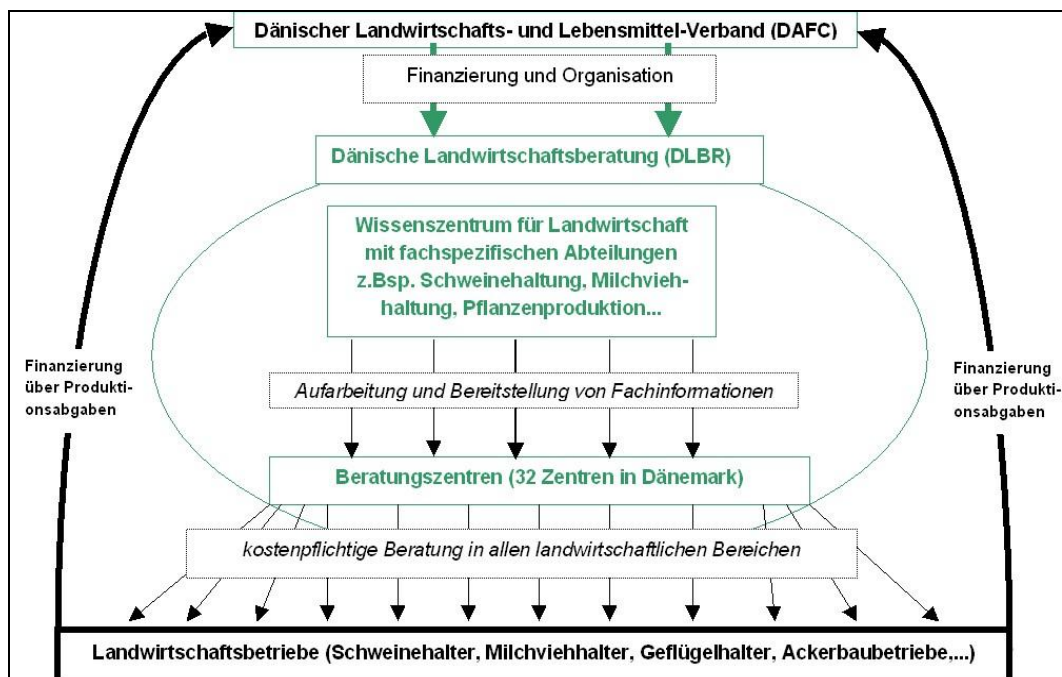 Dänischer Landwirtschafts- und Lebensmittel-Verband (DAFC)
Finanzierung und Organisation
Dänische Landwirtschaftsberatung (DLBR)
Wissenszentrum für Landwirtschaft
mit fachspezifischen Abteilungen
z.Bsp. Schweinehaltung, Milchvieh-
haltung, Pflanzenproduktion...
Finanzierung
über Produkti-
onsabgaben
Finanzierung
über Produkti-
onsabgaben
Aufarbeitung und Bereitstellung von Fachinformationen
Beratungszentren (32 Zentren in Dänemark)
kostenpflichtige Beratung in allen landwirtschaftlichen Bereichen
Landwirtschaftsbetriebe (Schweinehalter, Milchviehhalter, Geflügelhalter, Ackerbaubetriebe,...)